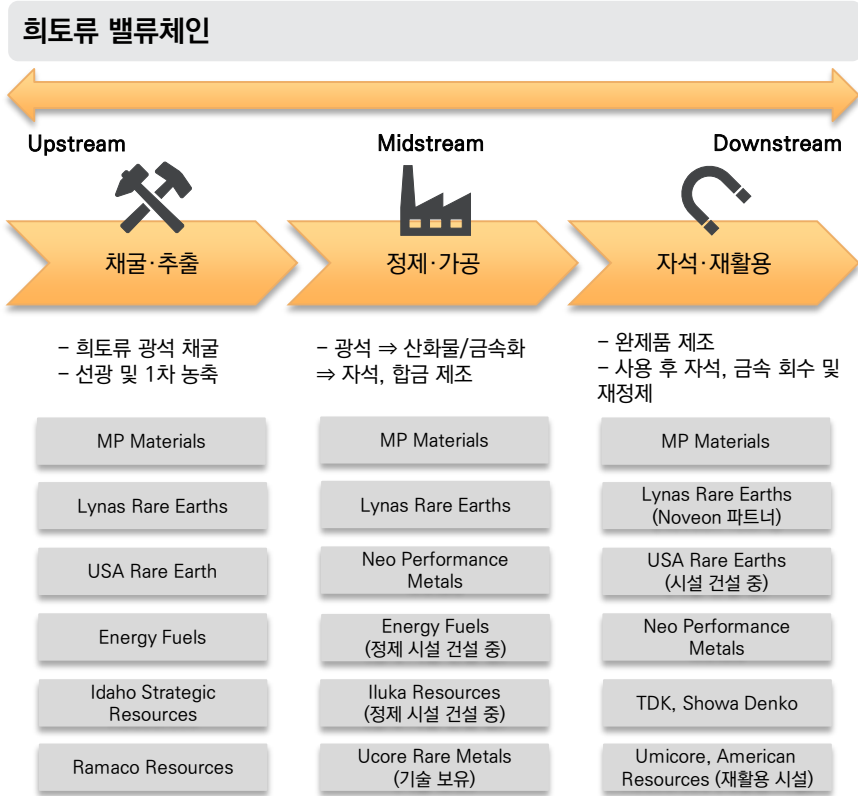 희토류 밸류체인
Upstream
Midstream
Downstream
채굴·추출
정제·가공
자석·재활용
- 희토류 광석 채굴
- 선광 및 1차 농축
- 광석 ⇒ 산화물/금속화
⇒ 자석, 합금 제조
- 완제품 제조
- 사용 후 자석, 금속 회수 및
재정제
MP Materials
Lynas Rare Earths
USA Rare Earth
Energy Fuels
Idaho Strategic
Resources
Ramaco Resources
MP Materials
Lynas Rare Earths
Neo Performance
Metals
Energy Fuels
(정제 시설 건설 중)
Iluka Resources
(정제 시설 건설 중)
Ucore Rare Metals
(기술 보유)
MP Materials
Lynas Rare Earths
(Noveon 파트너)
USA Rare Earths
(시설 건설 중)
Neo Performance
Metals
TDK, Showa Denko
Umicore, American
Resources (재활용 시설)